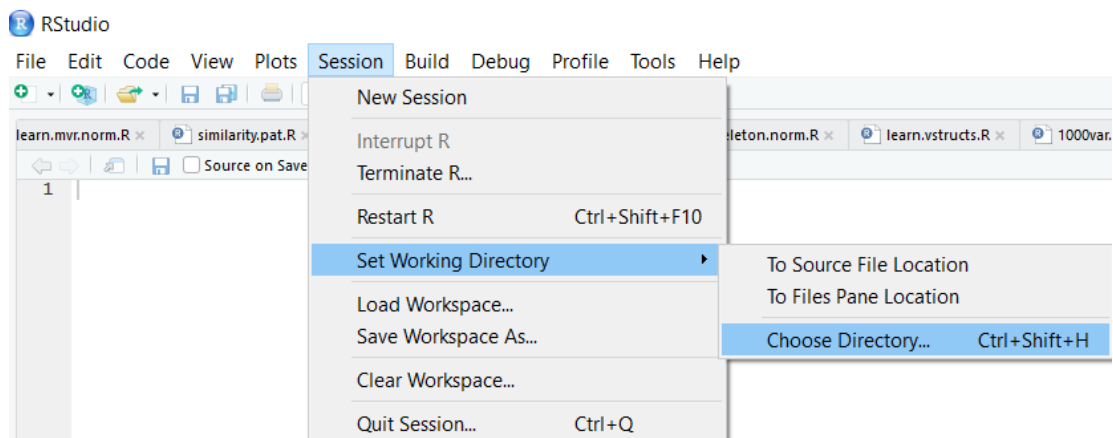 RStudio
File Edit Code View Plots Session Build Debug Profile Tools Help
New Session
learn.mvr.norm.R similarity.pat.R leton.norm.R learn.vstructs.R 1000var.
Interrupt R
Source on Save
Terminate R...
1
Restart R Ctrl+Shift+F10
Set Working Directory
To Source File Location
To Files Pane Location
Load Workspace...
Save Workspace As...
Choose Directory... Ctrl+Shift+H
Clear Workspace...
Quit Session... Ctrl+Q